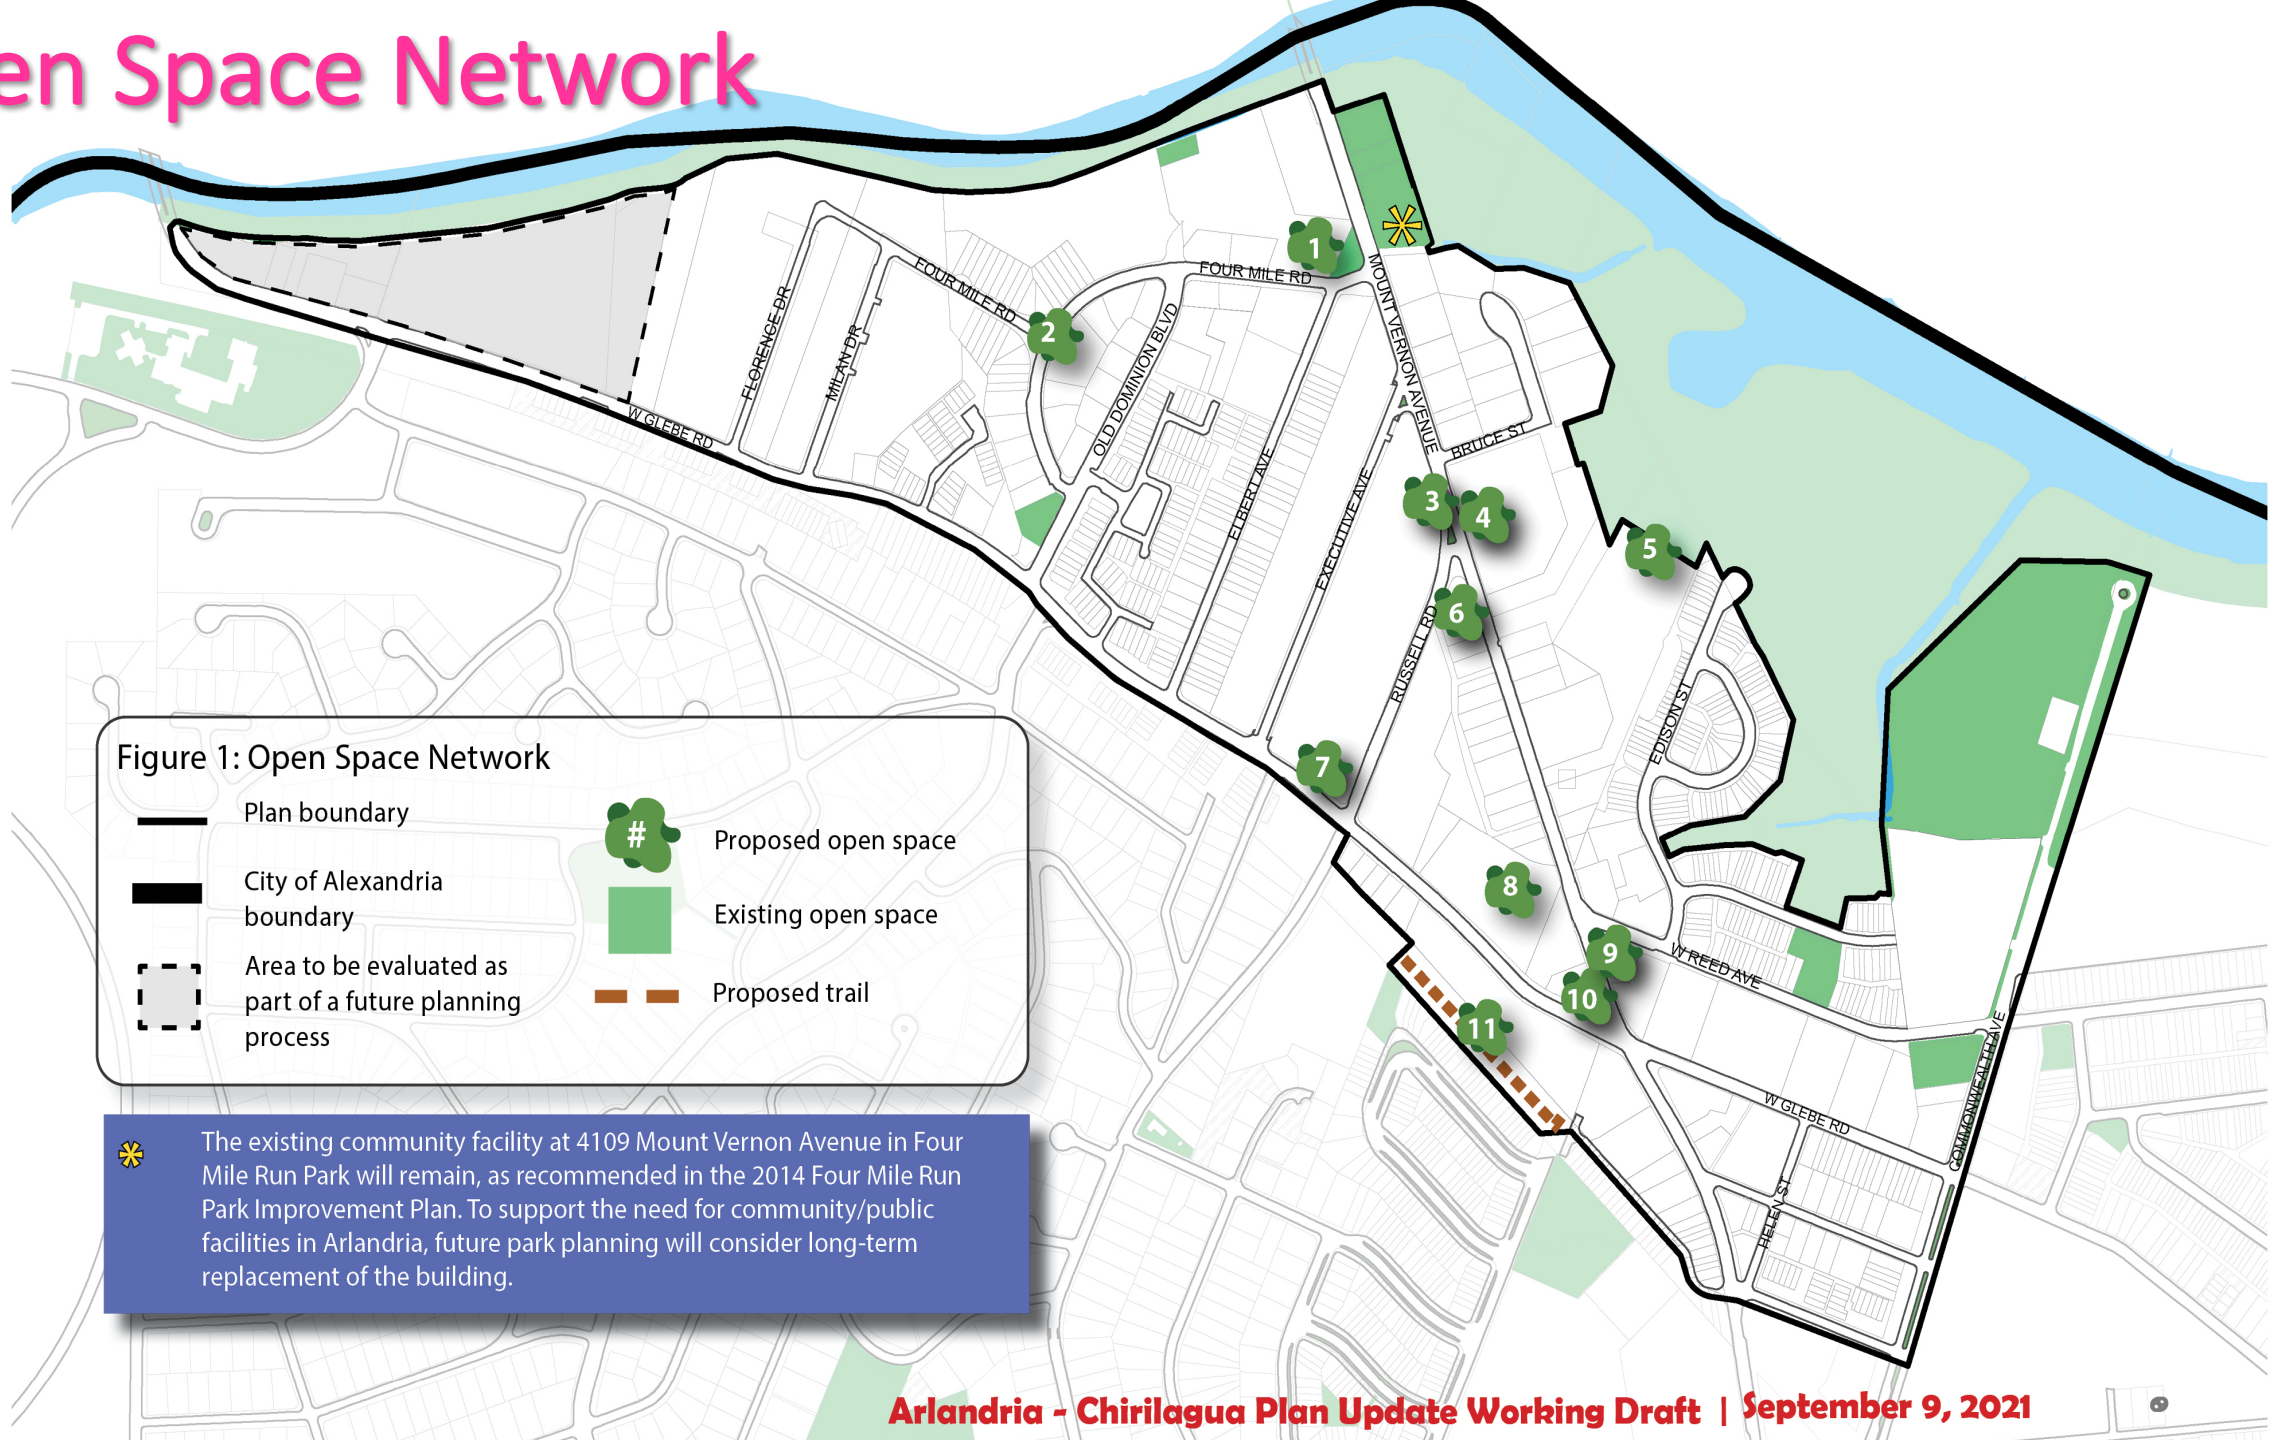 en Space Network
FOUR MILE RD
FOUR MILE RD
FLORENCE DR
MILAN DR
OLD DOMINION BLVD
MOUNT VERNON AVENUE
W GLEBE RD
BRUCE ST
ELBERT AVE
EXECUTIVE AVE
RUSSELL RD
EDISON ST
W REED AVE
W GLEBE RD
COMMONWEALTH AVE
HELEN ST
1
2
3
4
5
6
7
8
9
10
11
Figure 1: Open Space Network
Plan boundary
City of Alexandria
boundary
Area to be evaluated as
part of a future planning
process
#
Proposed open space
Existing open space
Proposed trail
The existing community facility at 4109 Mount Vernon Avenue in Four
Mile Run Park will remain, as recommended in the 2014 Four Mile Run
Park Improvement Plan. To support the need for community/public
facilities in Arlandria, future park planning will consider long-term
replacement of the building.
Arlandria - Chirilagua Plan Update Working Draft | September 9, 2021